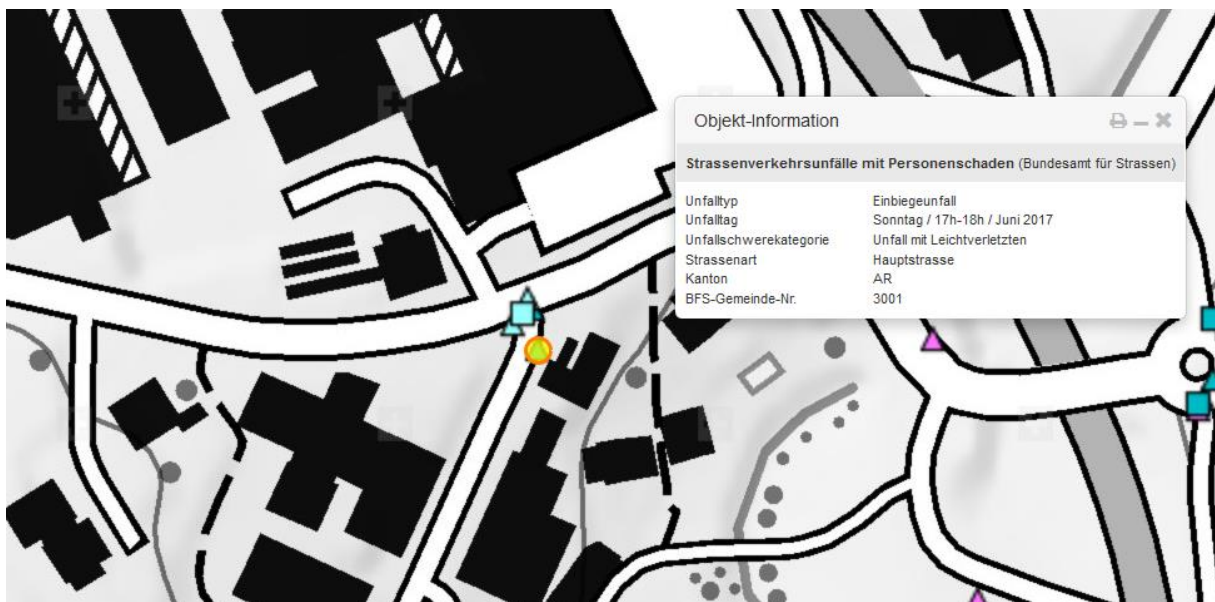 Objekt-Information
Strassenverkehrsunfälle mit Personenschaden (Bundesamt für Strassen)
Unfalltyp Einbiegeunfall
Unfalltag Sonntag / 17h-18h / Juni 2017
Unfallschwerekategorie Unfall mit Leichtverletzten
Strassenart Hauptstrasse
Kanton AR
BFS-Gemeinde-Nr. 3001